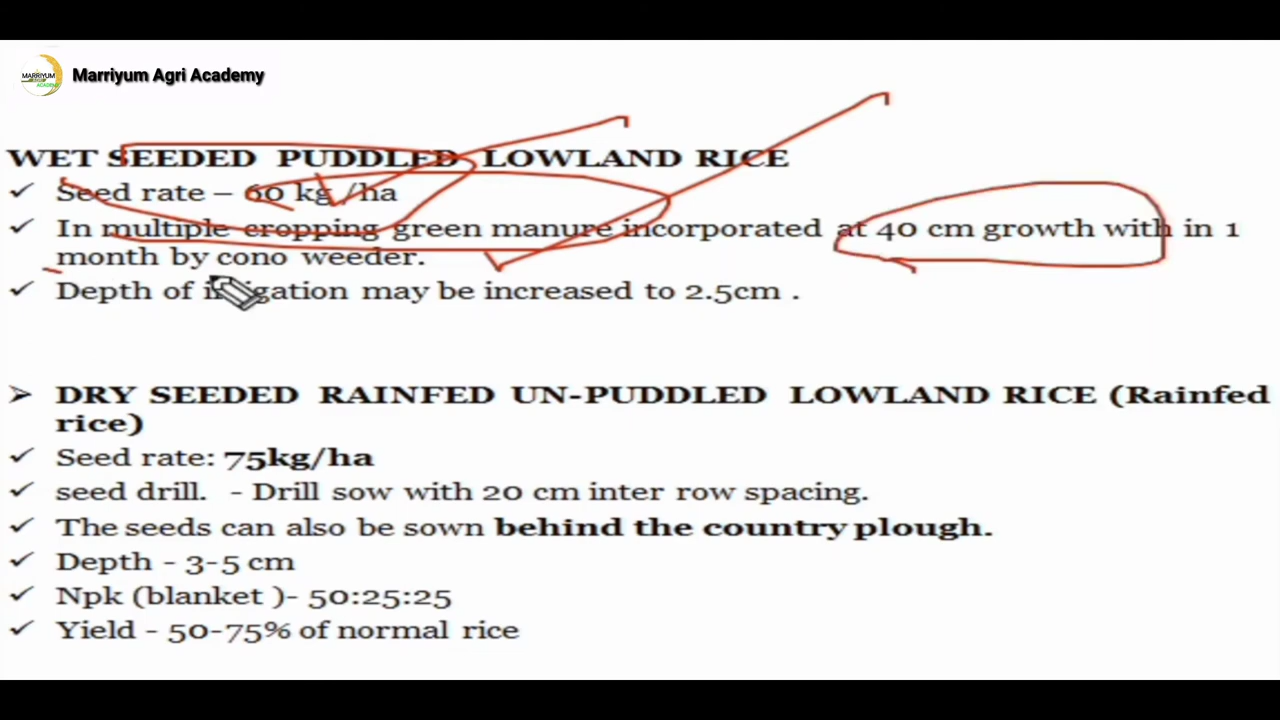 MARRIYUM
ACADEMY
Marriyum Agri Academy
WET SEEDED PUDDLED LOWLAND RICE
✓ Seed rate – 60 kg /ha
✓ In multiple cropping green manure incorporated at 40 cm growth with in 1
month by cono weeder.
✓ Depth of irrigation may be increased to 2.5cm .
➢ DRY SEEDED RAINFED UN-PUDDLED LOWLAND RICE (Rainfed
rice)
✓ Seed rate: 75kg/ha
✓ seed drill. - Drill sow with 20 cm inter row spacing.
✓ The seeds can also be sown behind the country plough.
✓ Depth - 3-5 cm
✓ Npk (blanket )- 50:25:25
✓ Yield - 50-75% of normal rice